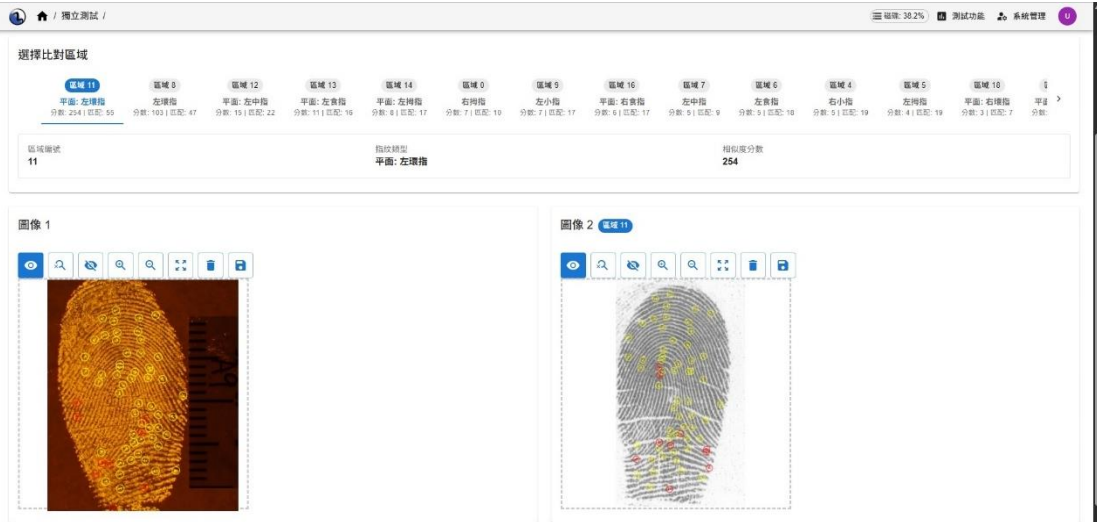 / 獨立測試 /
磁碟: 38.2%
測試功能
系統管理
U
選擇比對區域
區域 11
平面: 左環指
分數: 254 | 匹配: 55
區域 8
左環指
分數: 103 | 匹配: 47
區域 12
平面: 左中指
分數: 15 | 匹配: 22
區域 13
平面: 左食指
分數: 11 | 匹配: 16
區域 14
平面: 左拇指
分數: 8 | 匹配: 17
區域 0
右拇指
分數: 7 | 匹配: 10
區域 9
左小指
分數: 7 | 匹配: 17
區域 16
平面: 右食指
分數: 6 | 匹配: 17
區域 7
左中指
分數: 5 | 匹配: 9
區域 6
左食指
分數: 5 | 匹配: 18
區域 4
右小指
分數: 5 | 匹配: 19
區域 5
左拇指
分數: 4 | 匹配: 19
區域 18
平面: 右環指
分數: 3 | 匹配: 7
分數:
區域編號
11
指紋類型
平面: 左環指
相似度分數
254
圖像 1
圖像 2
區域 11